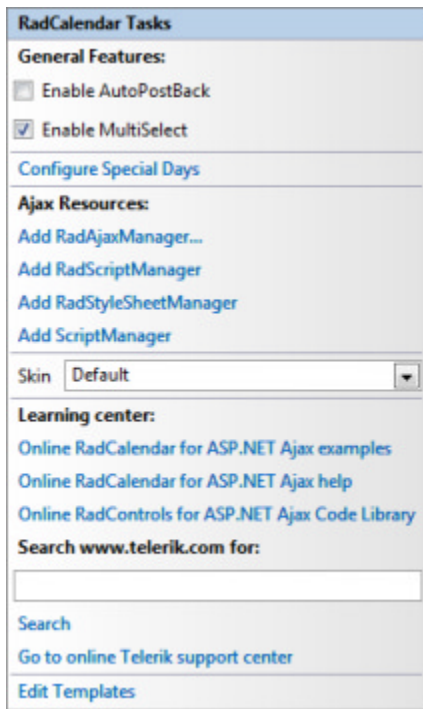 RadCalendar Tasks
General Features:
Enable AutoPostBack
Enable MultiSelect
Configure Special Days
Ajax Resources:
Add RadAjaxManager...
Add RadScriptManager
Add RadStyleSheetManager
Add ScriptManager
Skin Default
Learning center:
Online RadCalendar for ASP.NET Ajax examples
Online RadCalendar for ASP.NET Ajax help
Online RadControls for ASP.NET Ajax Code Library
Search www.telerik.com for:
Search
Go to online Telerik support center
Edit Templates